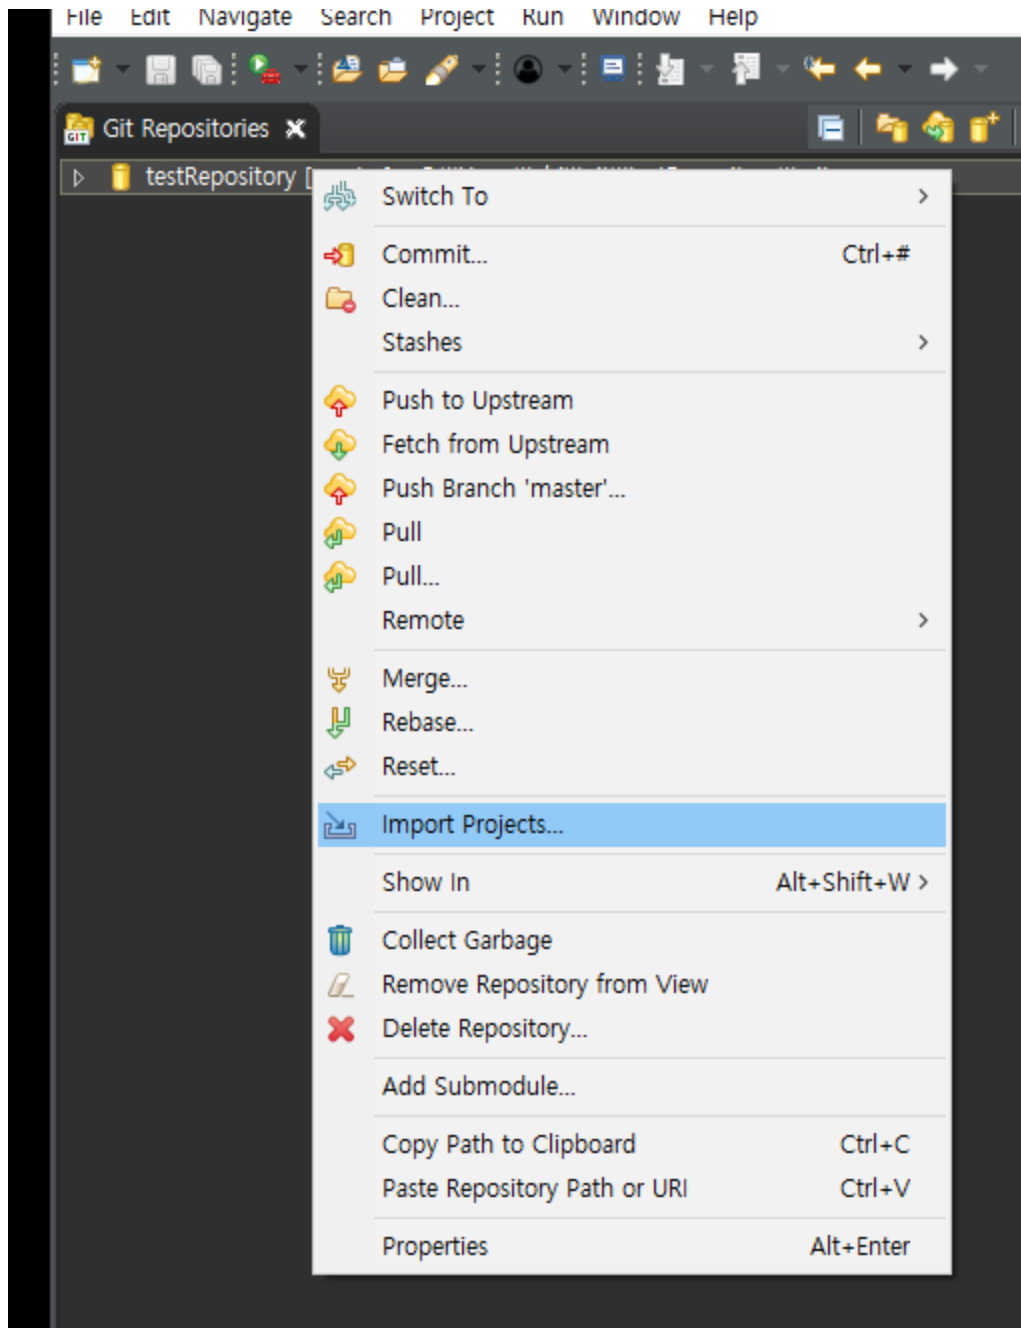 File Edit Navigate Search Project Run Window Help
GIT Git Repositories
testRepository [
Switch To
Commit... Ctrl+#
Clean...
Stashes
Push to Upstream
Fetch from Upstream
Push Branch 'master'...
Pull
Pull...
Remote
Merge...
Rebase...
Reset...
Import Projects...
Show In Alt+Shift+W
Collect Garbage
Remove Repository from View
Delete Repository...
Add Submodule...
Copy Path to Clipboard Ctrl+C
Paste Repository Path or URI Ctrl+V
Properties Alt+Enter